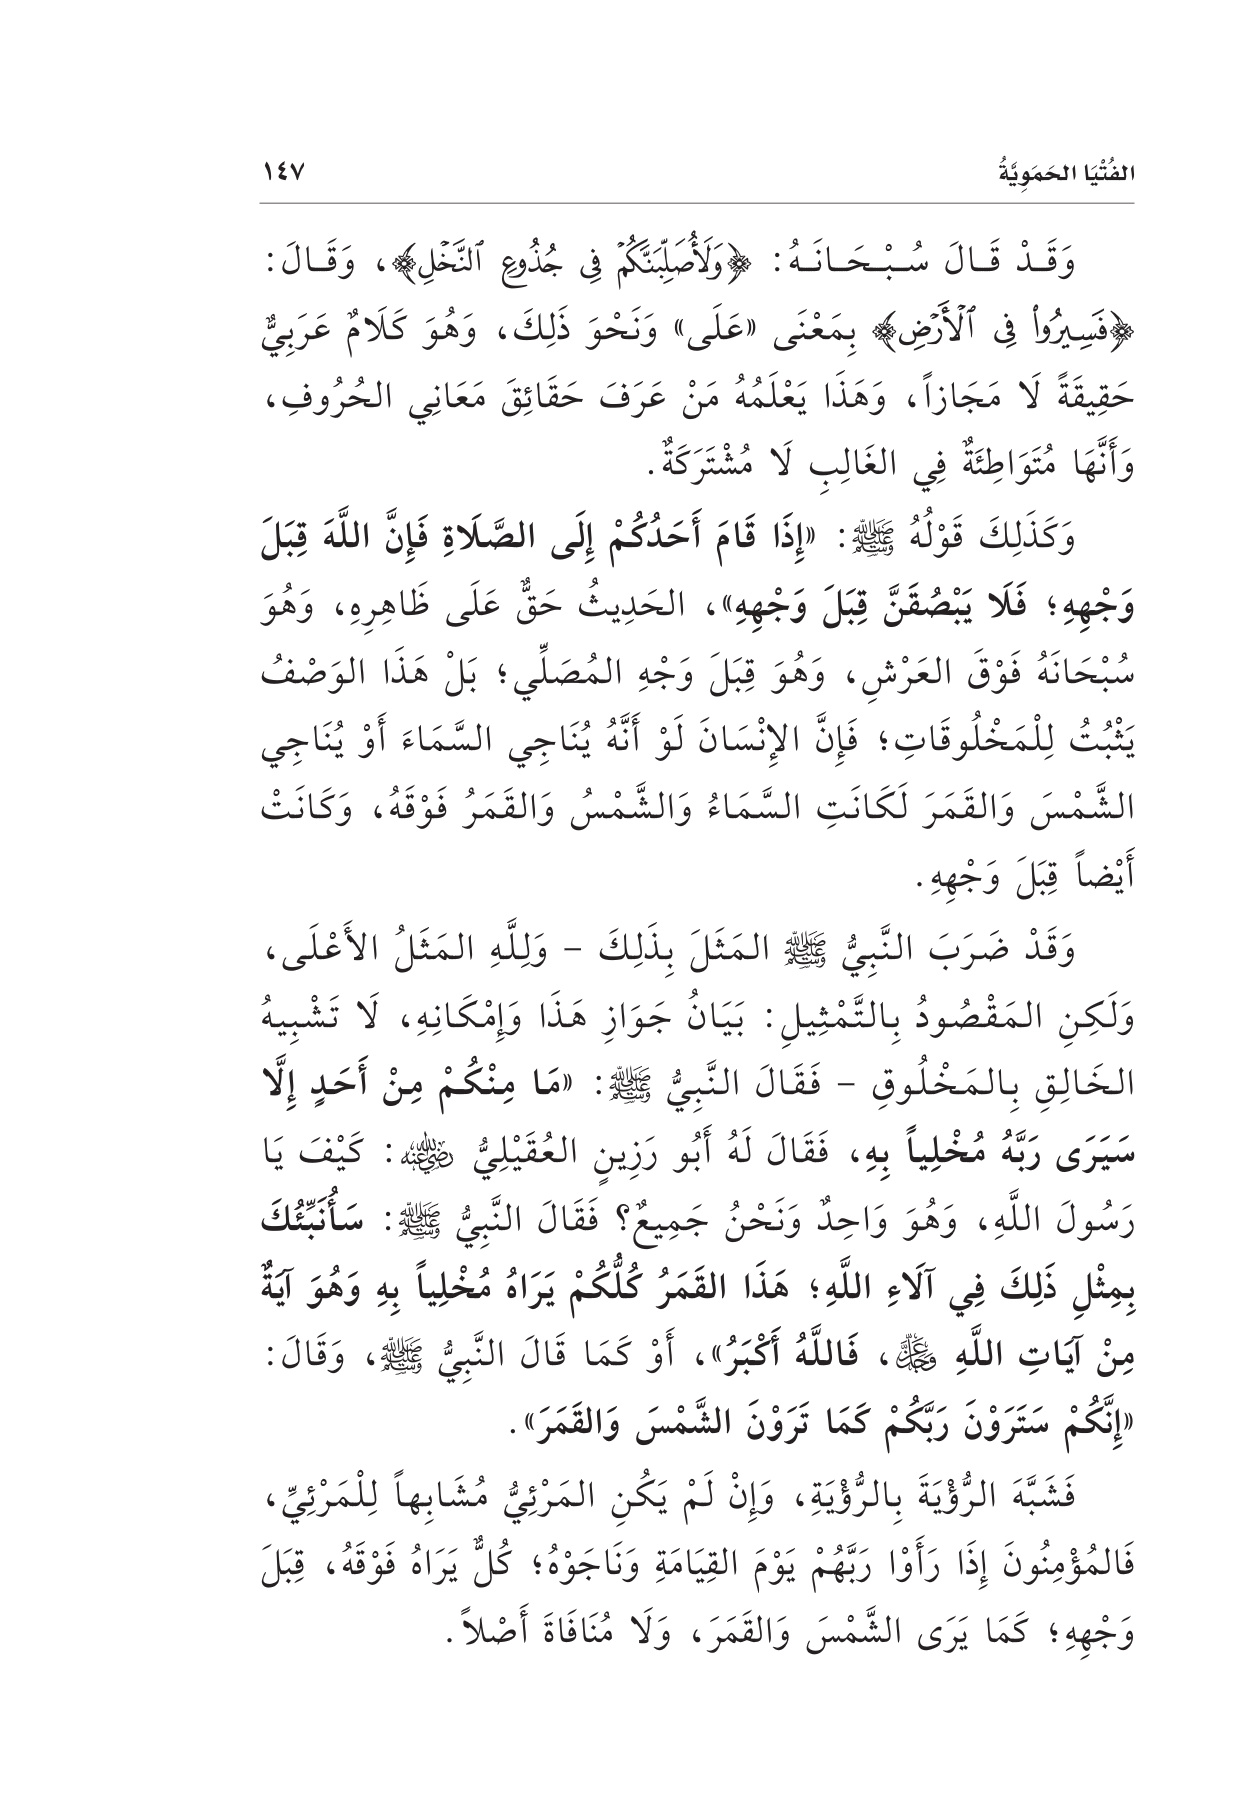 الفُتْيَا الحَمَوِيَّةُ ١٤٧
وَقَدْ قَالَ سُبْحَانَهُ: ﴿وَلَأُصَلِّبَنَّكُمْ فِي جُذُوعِ ٱلنَّخْلِ﴾، وَقَالَ:
﴿فَسِيرُوا۟ فِي ٱلْأَرْضِ﴾ بِمَعْنَى «عَلَى» وَنَحْوَ ذَلِكَ، وَهُوَ كَلَامٌ عَرَبِيٌّ
حَقِيقَةً لَا مَجَازاً، وَهَذَا يَعْلَمُهُ مَنْ عَرَفَ حَقَائِقَ مَعَانِي الحُرُوفِ،
وَأَنَّهَا مُتَوَاطِئَةٌ فِي الغَالِبِ لَا مُشْتَرَكَةٌ.
وَكَذَلِكَ قَوْلُهُ ﷺ: «إِذَا قَامَ أَحَدُكُمْ إِلَى الصَّلَاةِ فَإِنَّ اللَّهَ قِبَلَ
وَجْهِهِ؛ فَلَا يَبْصُقَنَّ قِبَلَ وَجْهِهِ»، الحَدِيثُ حَقٌّ عَلَى ظَاهِرِهِ، وَهُوَ
سُبْحَانَهُ فَوْقَ العَرْشِ، وَهُوَ قِبَلَ وَجْهِ المُصَلِّي؛ بَلْ هَذَا الوَصْفُ
يَثْبُتُ لِلْمَخْلُوقَاتِ؛ فَإِنَّ الإِنْسَانَ لَوْ أَنَّهُ يُنَاجِي السَّمَاءَ أَوْ يُنَاجِي
الشَّمْسَ وَالقَمَرَ لَكَانَتِ السَّمَاءُ وَالشَّمْسُ وَالقَمَرُ فَوْقَهُ، وَكَانَتْ
أَيْضاً قِبَلَ وَجْهِهِ.
وَقَدْ ضَرَبَ النَّبِيُّ ﷺ المَثَلَ بِذَلِكَ – وَلِلَّهِ المَثَلُ الأَعْلَى،
وَلَكِنِ المَقْصُودُ بِالتَّمْثِيلِ: بَيَانُ جَوَازِ هَذَا وَإِمْكَانِهِ، لَا تَشْبِيهُ
الخَالِقِ بِالمَخْلُوقِ – فَقَالَ النَّبِيُّ ﷺ: «مَا مِنْكُمْ مِنْ أَحَدٍ إِلَّا
سَيَرَى رَبَّهُ مُخْلِياً بِهِ، فَقَالَ لَهُ أَبُو رَزِينٍ العُقَيْلِيُّ رضي الله عنه: كَيْفَ يَا
رَسُولَ اللَّهِ، وَهُوَ وَاحِدٌ وَنَحْنُ جَمِيعٌ؟ فَقَالَ النَّبِيُّ ﷺ: سَأُنَبِّئُكَ
بِمِثْلِ ذَلِكَ فِي آلَاءِ اللَّهِ؛ هَذَا القَمَرُ كُلُّكُمْ يَرَاهُ مُخْلِياً بِهِ وَهُوَ آيَةٌ
مِنْ آيَاتِ اللَّهِ عز وجل، فَاللَّهُ أَكْبَرُ»، أَوْ كَمَا قَالَ النَّبِيُّ ﷺ، وَقَالَ:
«إِنَّكُمْ سَتَرَوْنَ رَبَّكُمْ كَمَا تَرَوْنَ الشَّمْسَ وَالقَمَرَ».
فَشَبَّهَ الرُّؤْيَةَ بِالرُّؤْيَةِ، وَإِنْ لَمْ يَكُنِ المَرْئِيُّ مُشَابِهاً لِلْمَرْئِيِّ،
فَالمُؤْمِنُونَ إِذَا رَأَوْا رَبَّهُمْ يَوْمَ القِيَامَةِ وَنَاجَوْهُ؛ كُلٌّ يَرَاهُ فَوْقَهُ، قِبَلَ
وَجْهِهِ؛ كَمَا يَرَى الشَّمْسَ وَالقَمَرَ، وَلَا مُنَافَاةَ أَصْلاً.